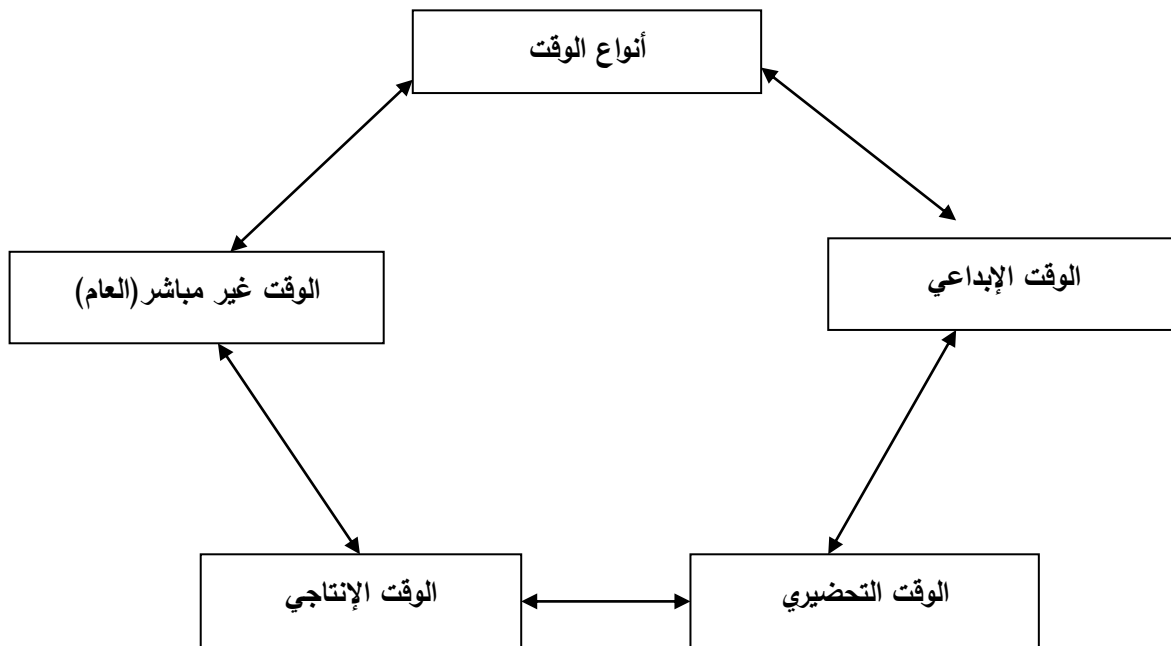 أنواع الوقت
الوقت الإبداعي
الوقت غير مباشر(العام)
الوقت التحضيري
الوقت الإنتاجي